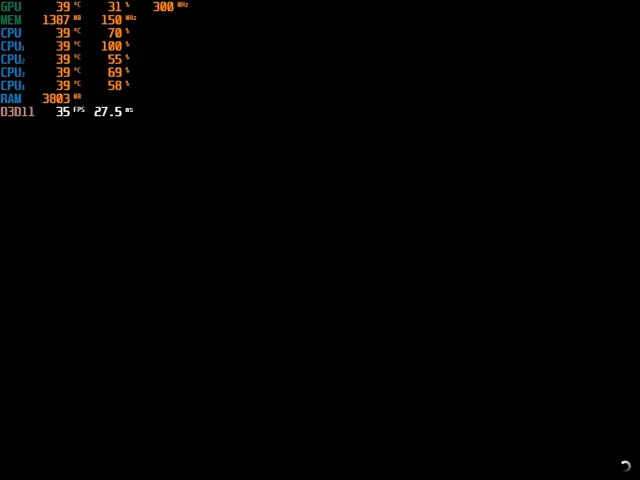 GPU 39 °C 31 % 300 MHz
MEM 1387 MB 150 MHz
CPU 39 °C 70 %
CPU1 39 °C 100 %
CPU2 39 °C 55 %
CPU3 39 °C 69 %
CPU4 39 °C 58 %
RAM 3803 MB
D3D11 35 FPS 27.5 ms